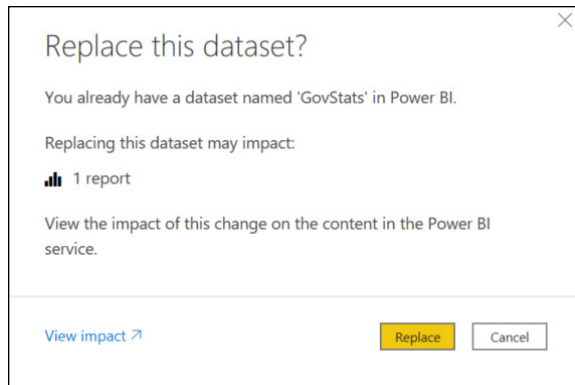 Replace this dataset?
You already have a dataset named 'GovStats' in Power BI.
Replacing this dataset may impact:
1 report
View the impact of this change on the content in the Power BI
service.
View impact
Replace
Cancel